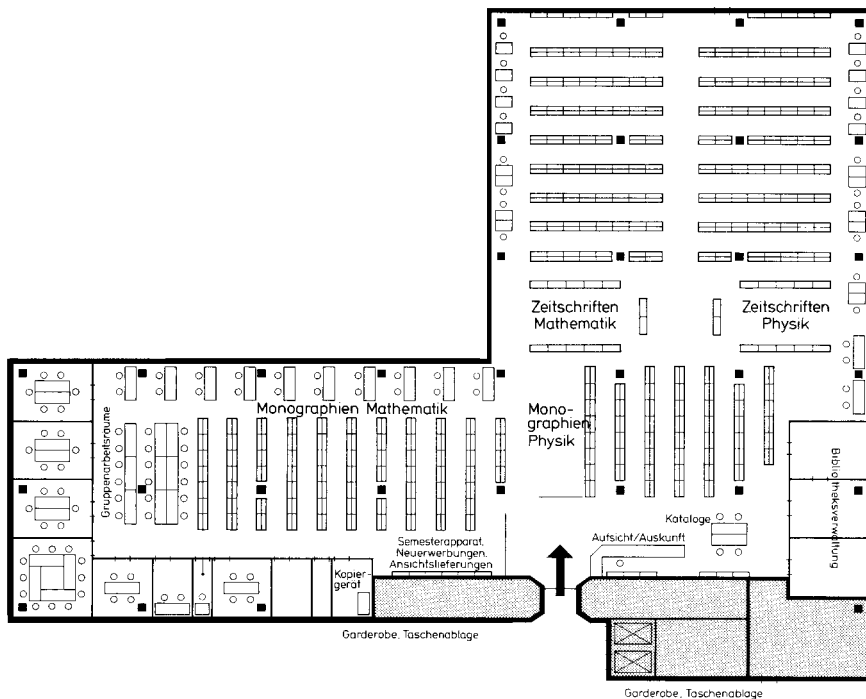 Zeitschriften
Mathematik
Zeitschriften
Physik
Monographien Mathematik
Mono-
graphien
Physik
Gruppenarbeitsräume
Bibliotheksverwaltung
Kataloge
Aufsicht/Auskunft
Semesterapparat,
Neuerwerbungen,
Ansichtslieferungen
Kopier-
gerät
Garderobe, Taschenablage
Garderobe, Taschenablage